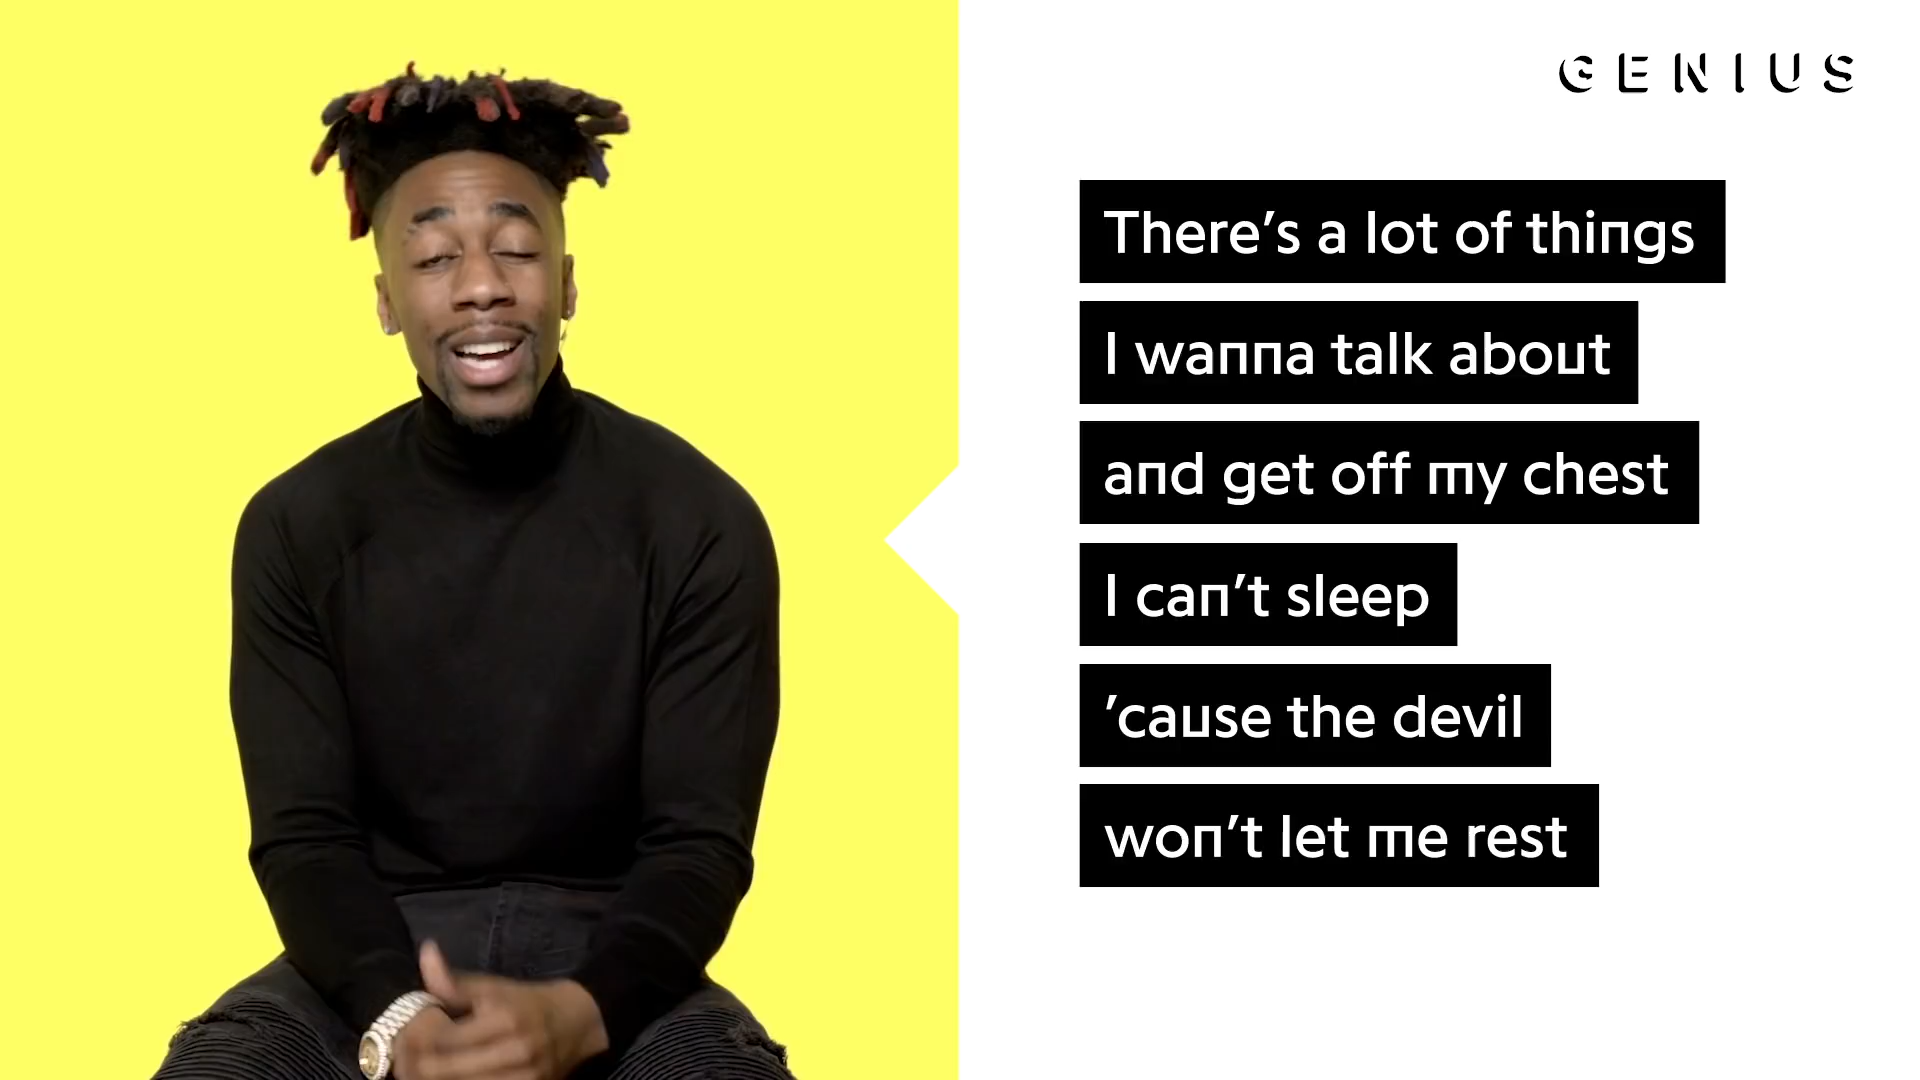 GENIUS
There’s a lot of things
I wanna talk about
and get off my chest
I can’t sleep
’cause the devil
won’t let me rest